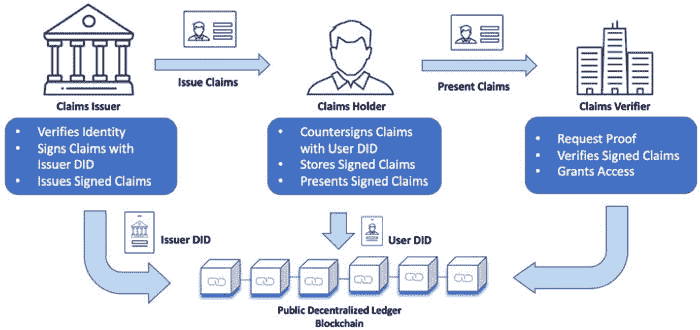 Issue Claims
Present Claims
Claims Issuer
Claims Holder
Claims Verifier
• Verifies Identity
• Signs Claims with
Issuer DID
• Issues Signed Claims
• Countersigns Claims
with User DID
• Stores Signed Claims
• Presents Signed Claims
• Request Proof
• Verifies Signed Claims
• Grants Access
Issuer DID
User DID
Public Decentralized Ledger
Blockchain